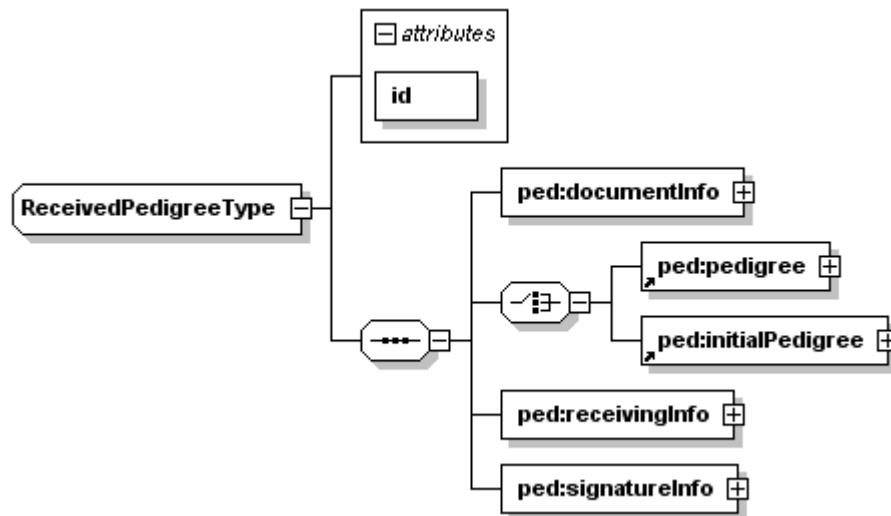 attributes
id
ReceivedPedigreeType
ped:documentInfo
ped:pedigree
ped:initialPedigree
ped:receivingInfo
ped:signatureInfo